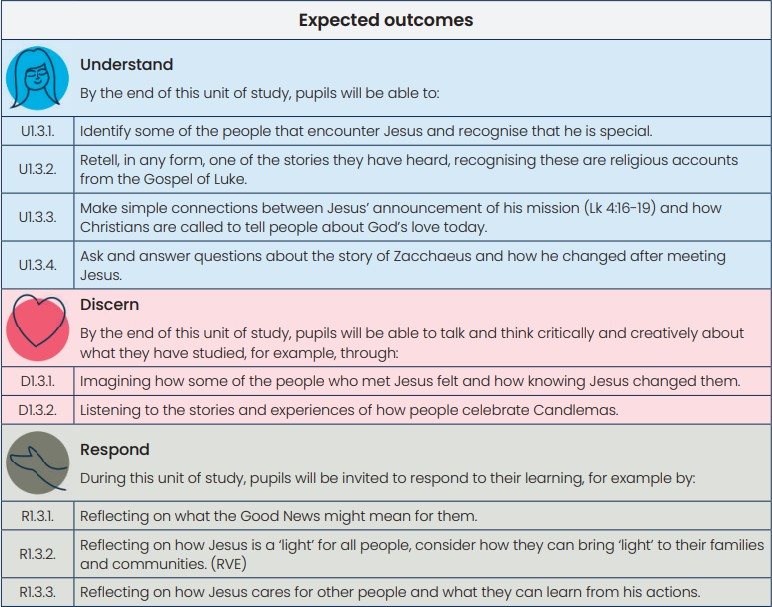 Expected outcomes
Understand
By the end of this unit of study, pupils will be able to:
U1.3.1. Identify some of the people that encounter Jesus and recognise that he is special.
U1.3.2. Retell, in any form, one of the stories they have heard, recognising these are religious accounts
from the Gospel of Luke.
U1.3.3. Make simple connections between Jesus’ announcement of his mission (Lk 4:16-19) and how
Christians are called to tell people about God’s love today.
U1.3.4. Ask and answer questions about the story of Zacchaeus and how he changed after meeting
Jesus.
Discern
By the end of this unit of study, pupils will be able to talk and think critically and creatively about
what they have studied, for example, through:
D1.3.1. Imagining how some of the people who met Jesus felt and how knowing Jesus changed them.
D1.3.2. Listening to the stories and experiences of how people celebrate Candlemas.
Respond
During this unit of study, pupils will be invited to respond to their learning, for example by:
R1.3.1. Reflecting on what the Good News might mean for them.
R1.3.2. Reflecting on how Jesus is a ‘light’ for all people, consider how they can bring ‘light’ to their families
and communities. (RVE)
R1.3.3. Reflecting on how Jesus cares for other people and what they can learn from his actions.